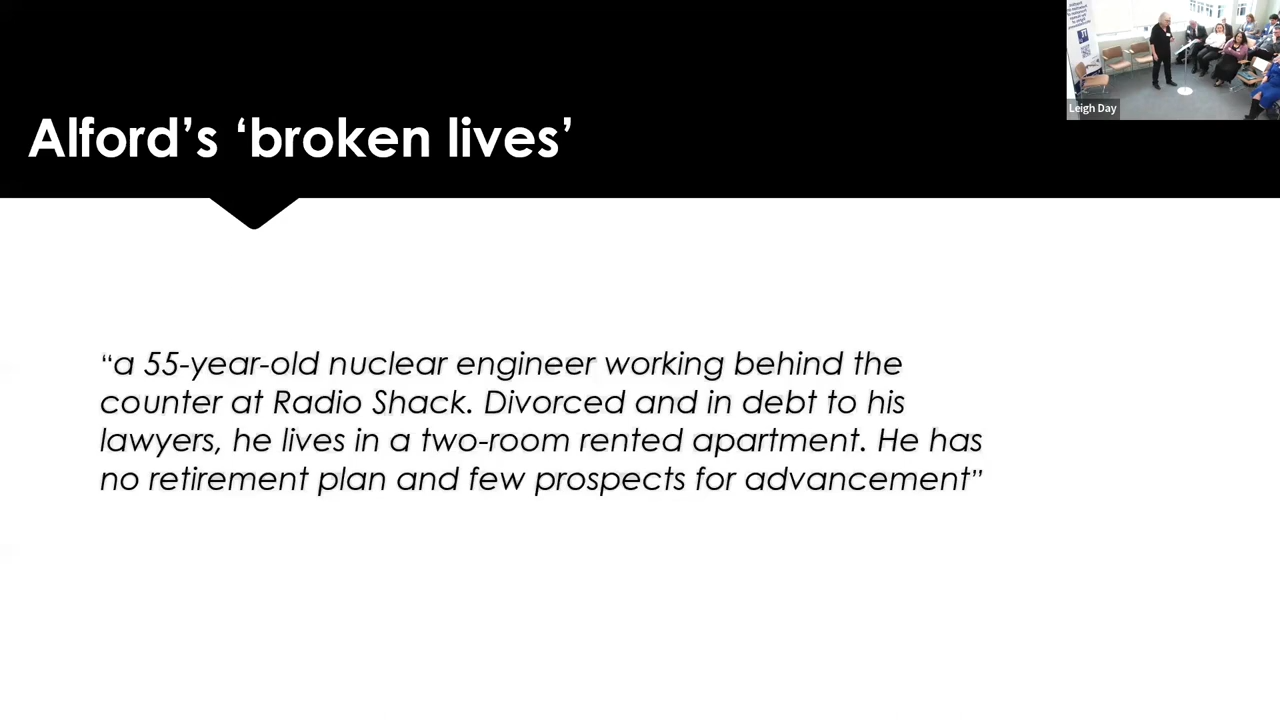 Alford’s ‘broken lives’
Leigh Day
“a 55-year-old nuclear engineer working behind the
counter at Radio Shack. Divorced and in debt to his
lawyers, he lives in a two-room rented apartment. He has
no retirement plan and few prospects for advancement”